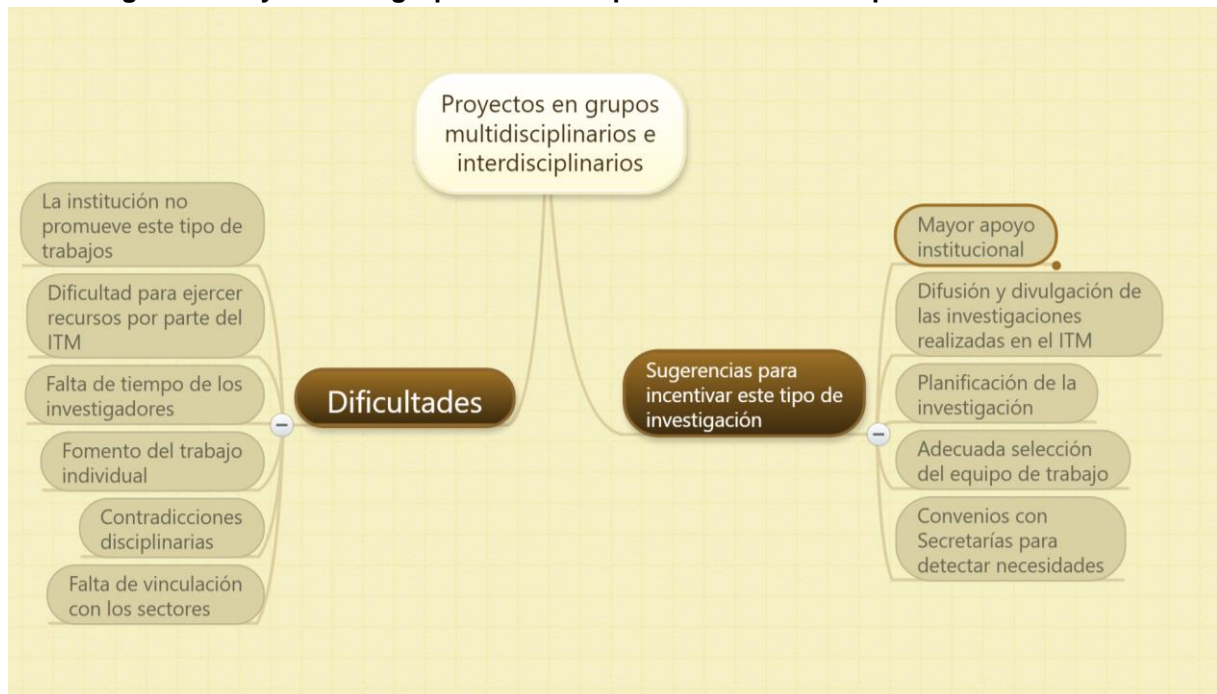 Proyectos en grupos
multidisciplinarios e
interdisciplinarios
Dificultades
La institución no
promueve este tipo de
trabajos
Dificultad para ejercer
recursos por parte del
ITM
Falta de tiempo de los
investigadores
Fomento del trabajo
individual
Contradicciones
disciplinarias
Falta de vinculación
con los sectores
Sugerencias para
incentivar este tipo de
investigación
Mayor apoyo
institucional
Difusión y divulgación de
las investigaciones
realizadas en el ITM
Planificación de la
investigación
Adecuada selección
del equipo de trabajo
Convenios con
Secretarías para
detectar necesidades